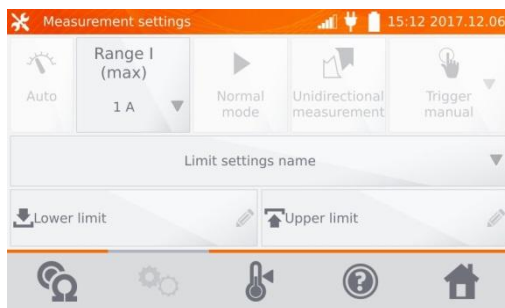 Measurement settings 15:12 2017.12.06
Auto
Range I
(max)
1 A
Normal
mode
Unidirectional
measurement
Trigger
manual
Limit settings name
Lower limit
Upper limit